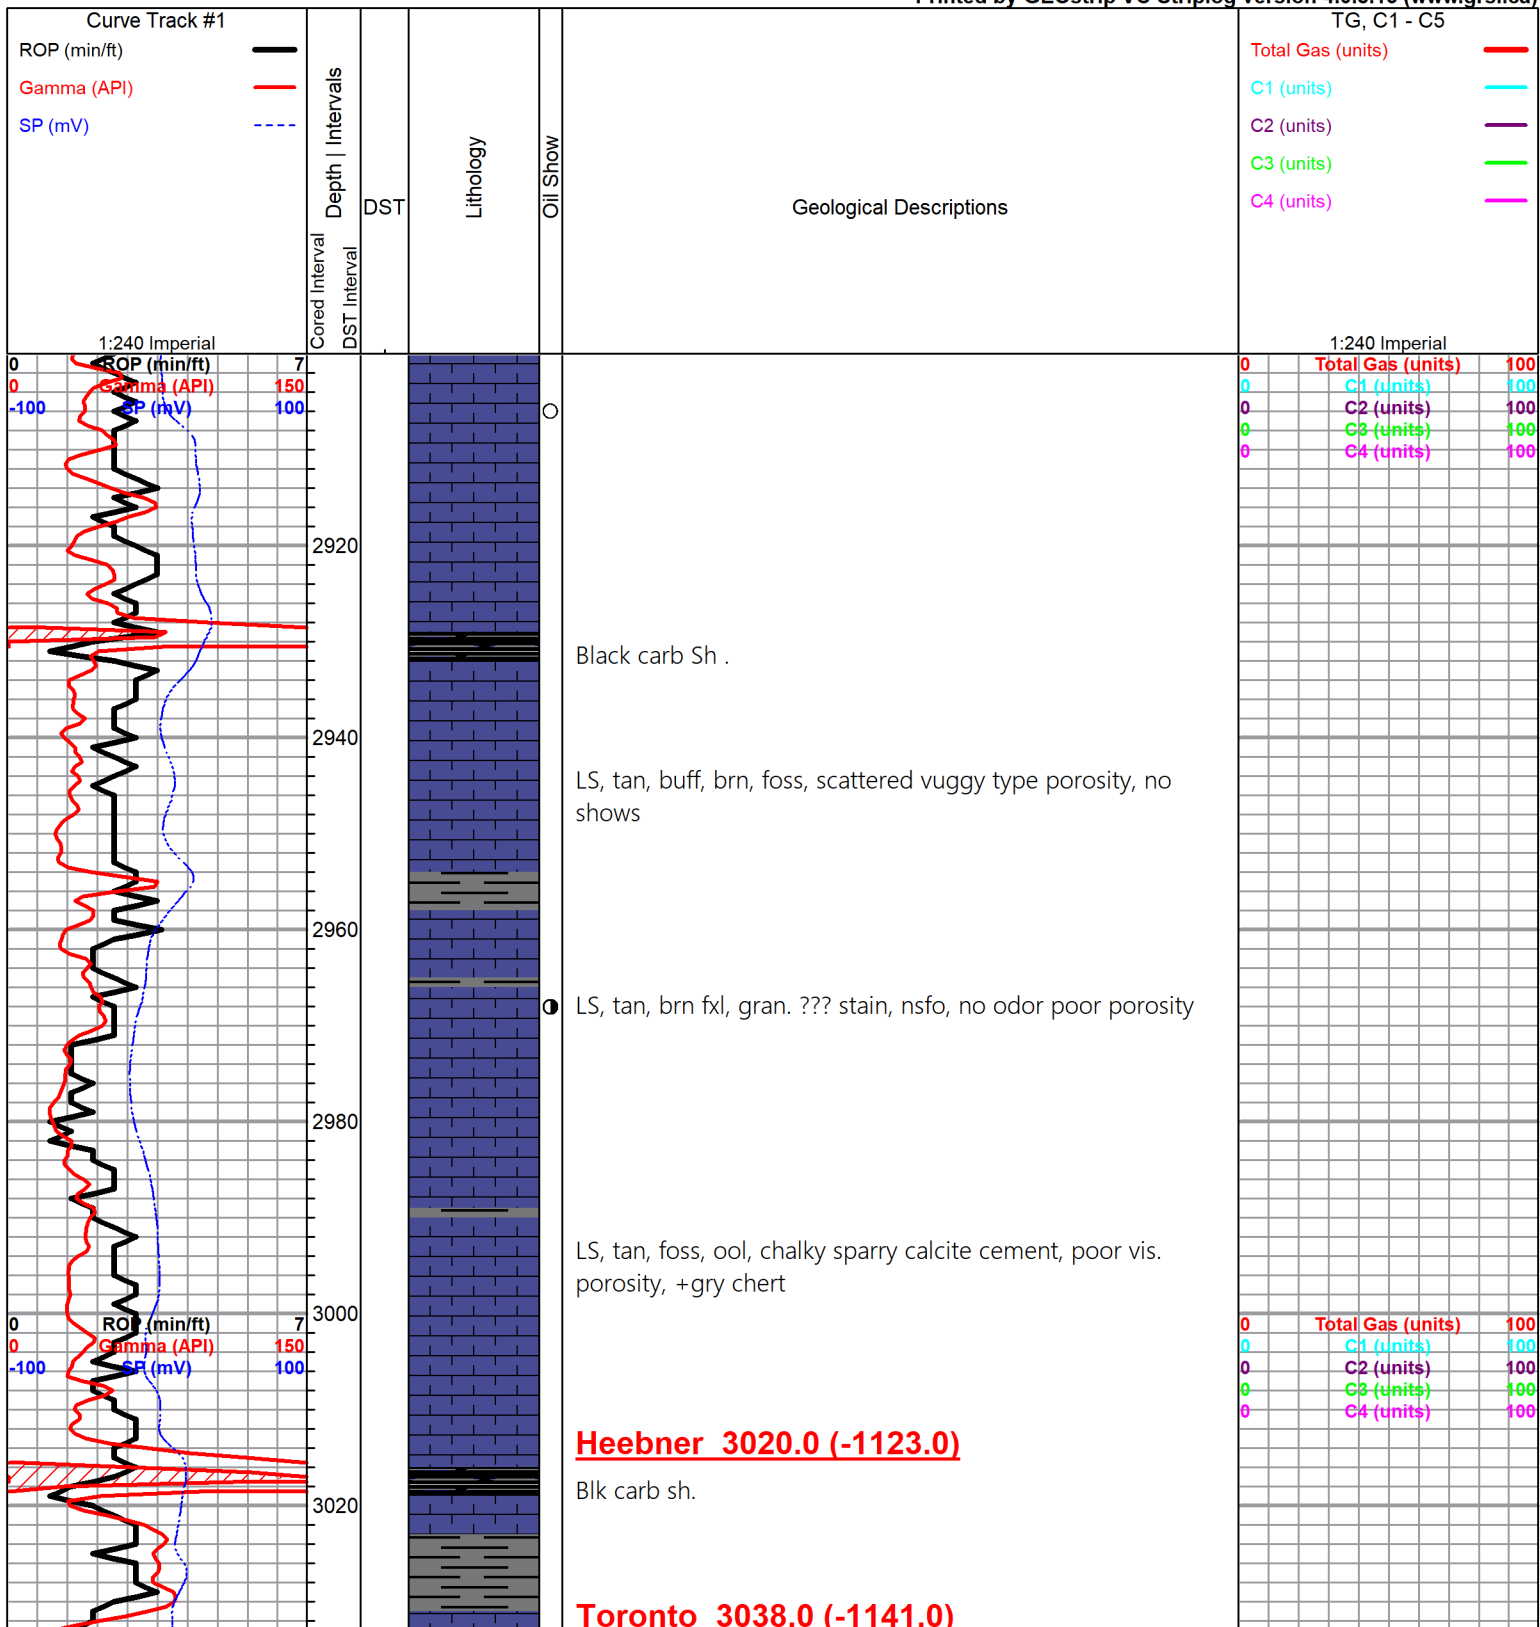 Curve Track #1
ROP (min/ft)
Gamma (API)
SP (mV)
1:240 Imperial
Depth | Intervals
Cored Interval
DST Interval
DST
Lithology
Oil Show
Geological Descriptions
TG, C1 - C5
Total Gas (units)
C1 (units)
C2 (units)
C3 (units)
C4 (units)
1:240 Imperial
0 ROP (min/ft) 7
0 Gamma (API) 150
-100 SP (mV) 100
0 Total Gas (units) 100
0 C1 (units) 100
0 C2 (units) 100
0 C3 (units) 100
0 C4 (units) 100
2920
Black carb Sh .
2940
LS, tan, buff, brn, foss, scattered vuggy type porosity, no
shows
2960
LS, tan, brn fxl, gran. ??? stain, nsfo, no odor poor porosity
2980
LS, tan, foss, ool, chalky sparry calcite cement, poor vis.
porosity, +gry chert
3000
0 ROP (min/ft) 7
0 Gamma (API) 150
-100 SP (mV) 100
0 Total Gas (units) 100
0 C1 (units) 100
0 C2 (units) 100
0 C3 (units) 100
0 C4 (units) 100
Heebner 3020.0 (-1123.0)
Blk carb sh.
3020
Toronto 3038.0 (-1141.0)